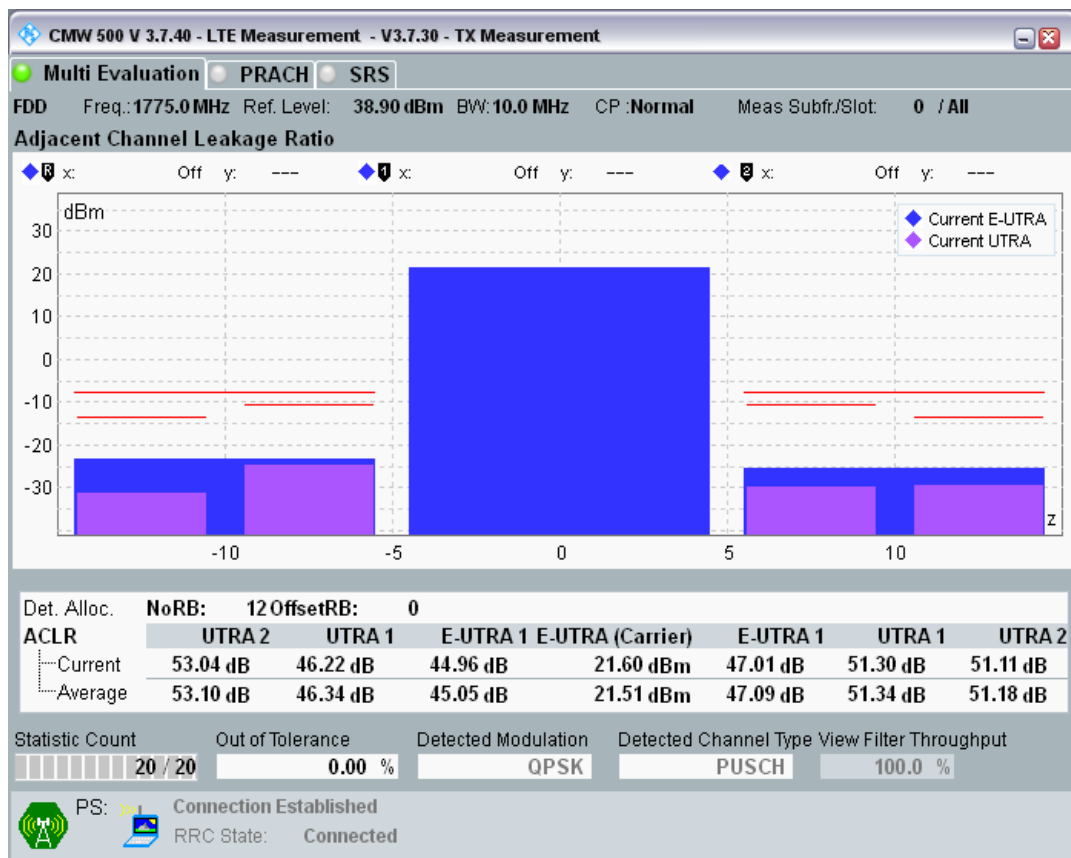 CMW 500 V 3.7.40 - LTE Measurement - V3.7.30 - TX Measurement
Multi Evaluation PRACH SRS
FDD Freq.:1775.0 MHz Ref. Level: 38.90 dBm BW:10.0 MHz CP :Normal Meas Subfr./Slot: 0 / All
Adjacent Channel Leakage Ratio
R x: Off y: --- 1 x: Off y: --- 2 x: Off y: ---
dBm
Current E-UTRA
Current UTRA
30
20
10
0
-10
-20
-30
z
-10 -5 0 5 10
Det. Alloc. NoRB: 12 OffsetRB: 0
ACLR UTRA 2 UTRA 1 E-UTRA 1 E-UTRA (Carrier) E-UTRA 1 UTRA 1 UTRA 2
Current 53.04 dB 46.22 dB 44.96 dB 21.60 dBm 47.01 dB 51.30 dB 51.11 dB
Average 53.10 dB 46.34 dB 45.05 dB 21.51 dBm 47.09 dB 51.34 dB 51.18 dB
Statistic Count Out of Tolerance Detected Modulation Detected Channel Type View Filter Throughput
20 / 20 0.00 % QPSK PUSCH 100.0 %
PS: Connection Established
RRC State: Connected